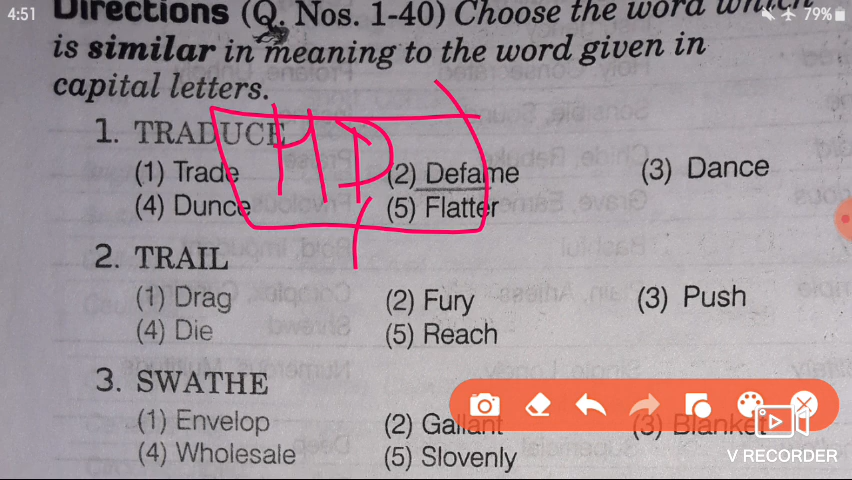 4:51 79%
Directions (Q. Nos. 1-40) Choose the word which
is similar in meaning to the word given in
capital letters.
1. TRADUCE
(1) Trade (2) Defame (3) Dance
(4) Dunce (5) Flatter
HD
2. TRAIL
(1) Drag (2) Fury (3) Push
(4) Die (5) Reach
3. SWATHE
(1) Envelop (2) Gallant (3) Blanket
(4) Wholesale (5) Slovenly
V RECORDER